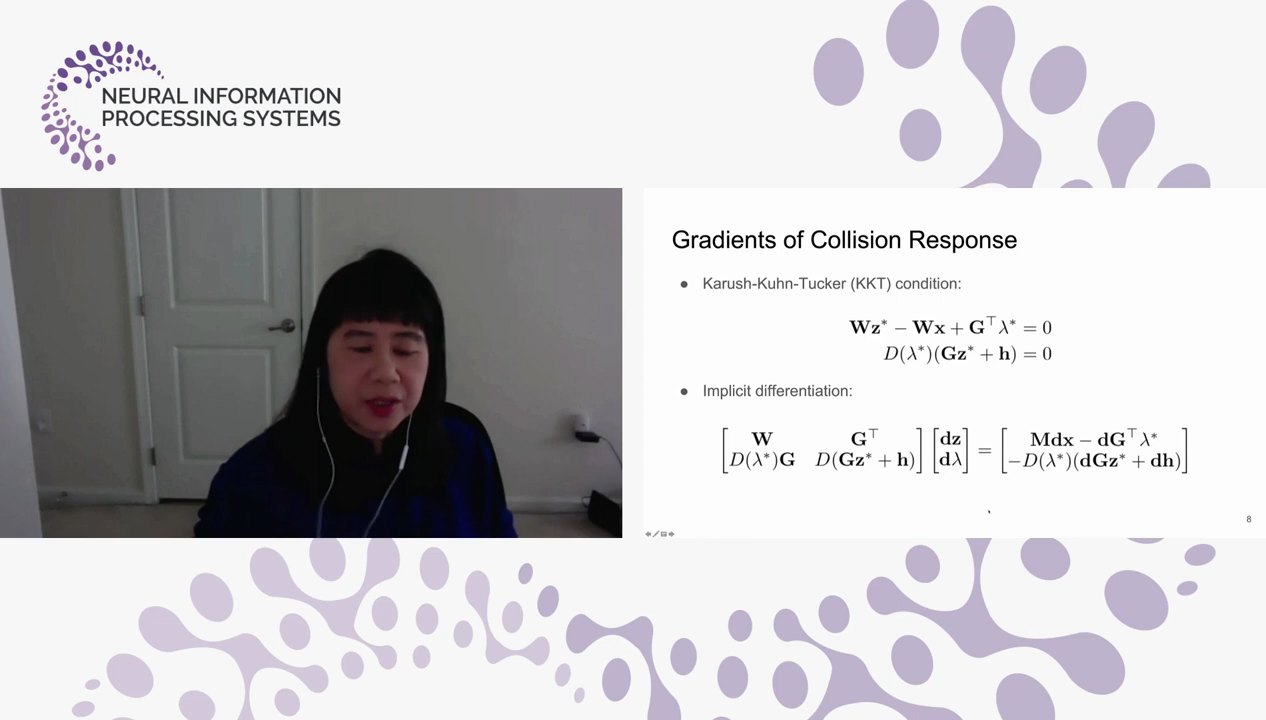 NEURAL INFORMATION
PROCESSING SYSTEMS
Gradients of Collision Response
● Karush-Kuhn-Tucker (KKT) condition:
Wz* − Wx + G⊤λ* = 0
D(λ*)(Gz* + h) = 0
● Implicit differentiation:
[W G⊤; D(λ*)G D(Gz* + h)] [dz; dλ] = [Mdx − dG⊤λ*; −D(λ*)(dGz* + dh)]
8